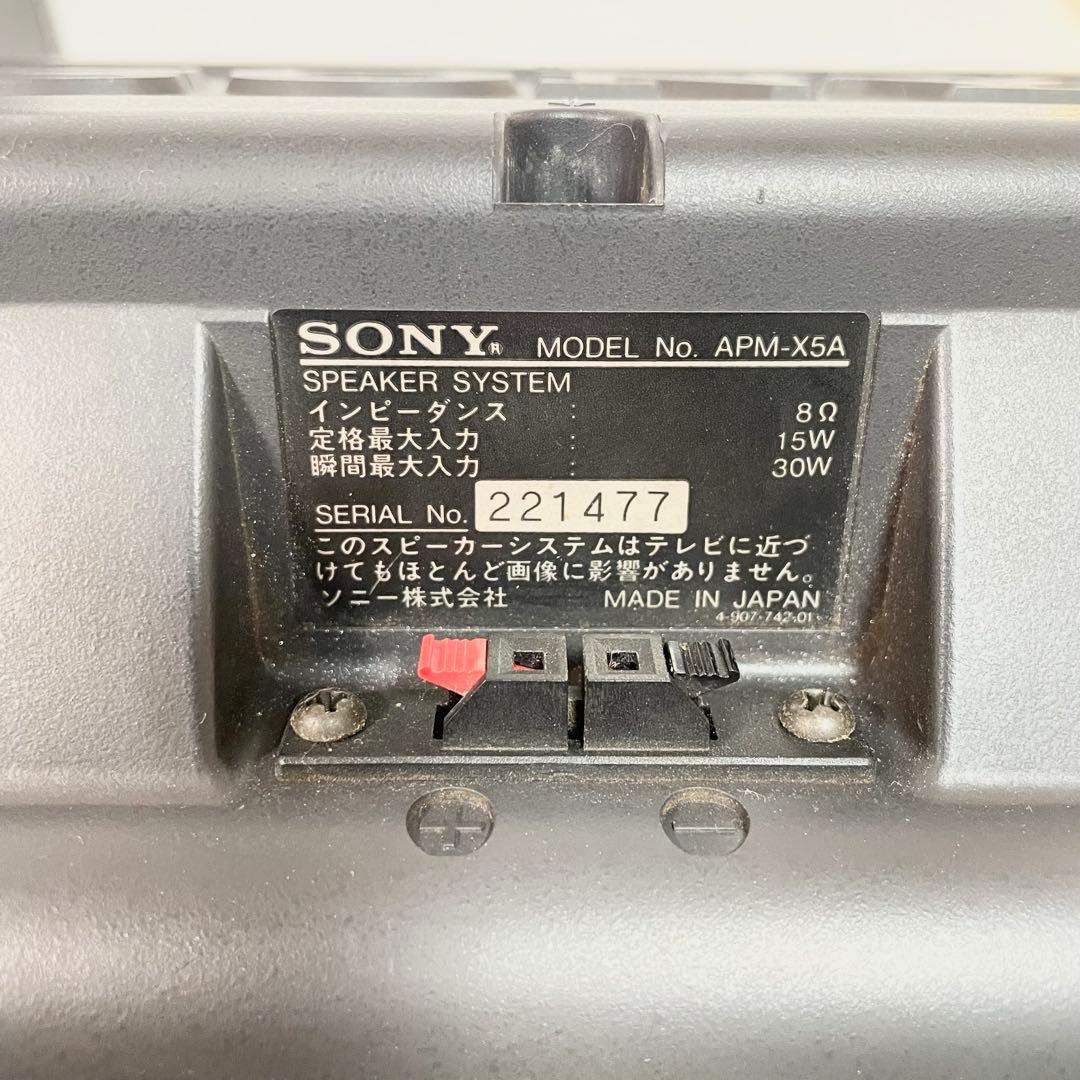 SONY® MODEL No. APM-X5A
SPEAKER SYSTEM
インピーダンス : 8Ω
定格最大入力 : 15W
瞬間最大入力 : 30W
SERIAL No. 221477
このスピーカーシステムはテレビに近づ
けてもほとんど画像に影響がありません。
ソニー株式会社 MADE IN JAPAN
4-907-742-01
+ −